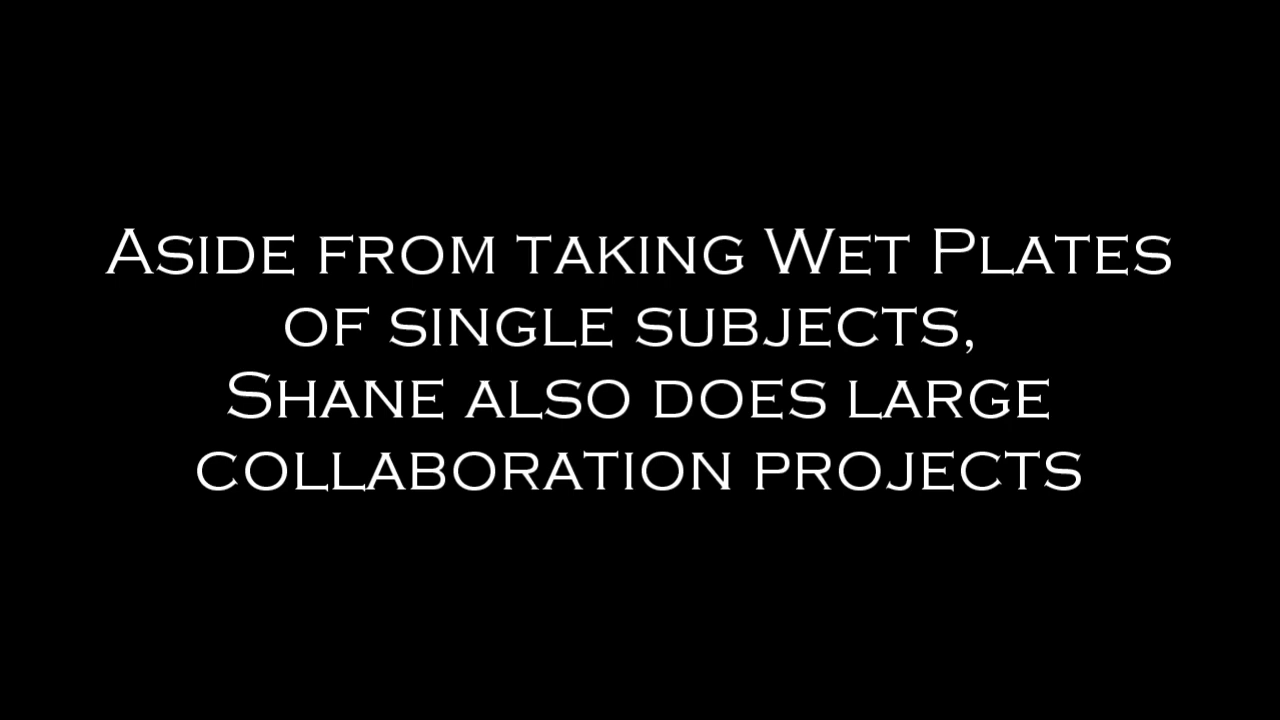 Aside from taking Wet Plates
of single subjects,
Shane also does large
collaboration projects